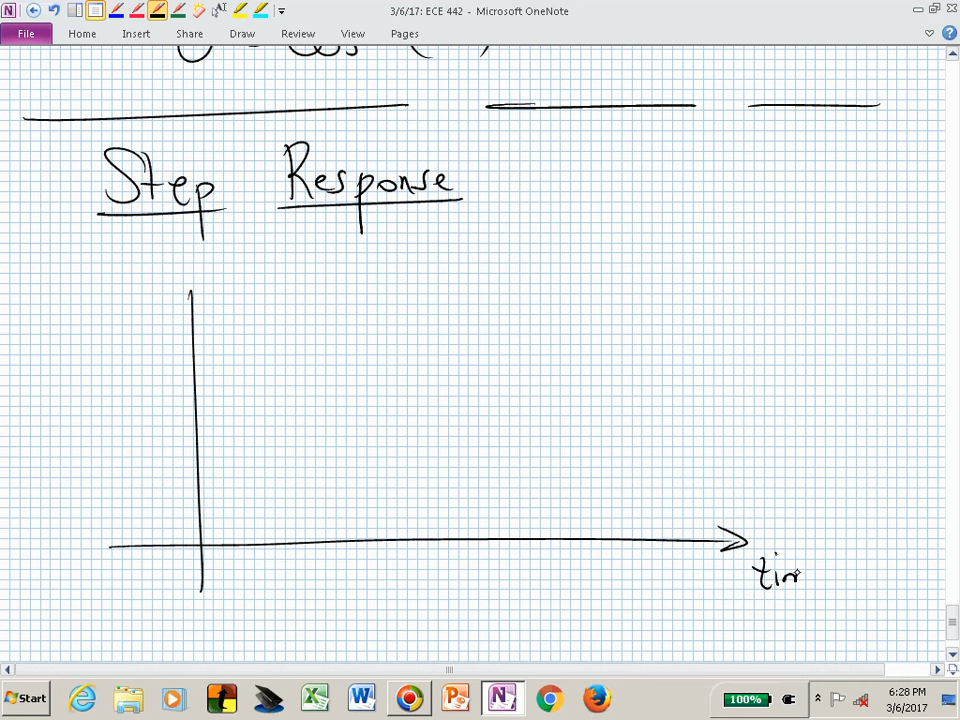 3/6/17: ECE 442 - Microsoft OneNote
File Home Insert Share Draw Review View Pages
Step Response
Start
100%
6:28 PM
3/6/2017